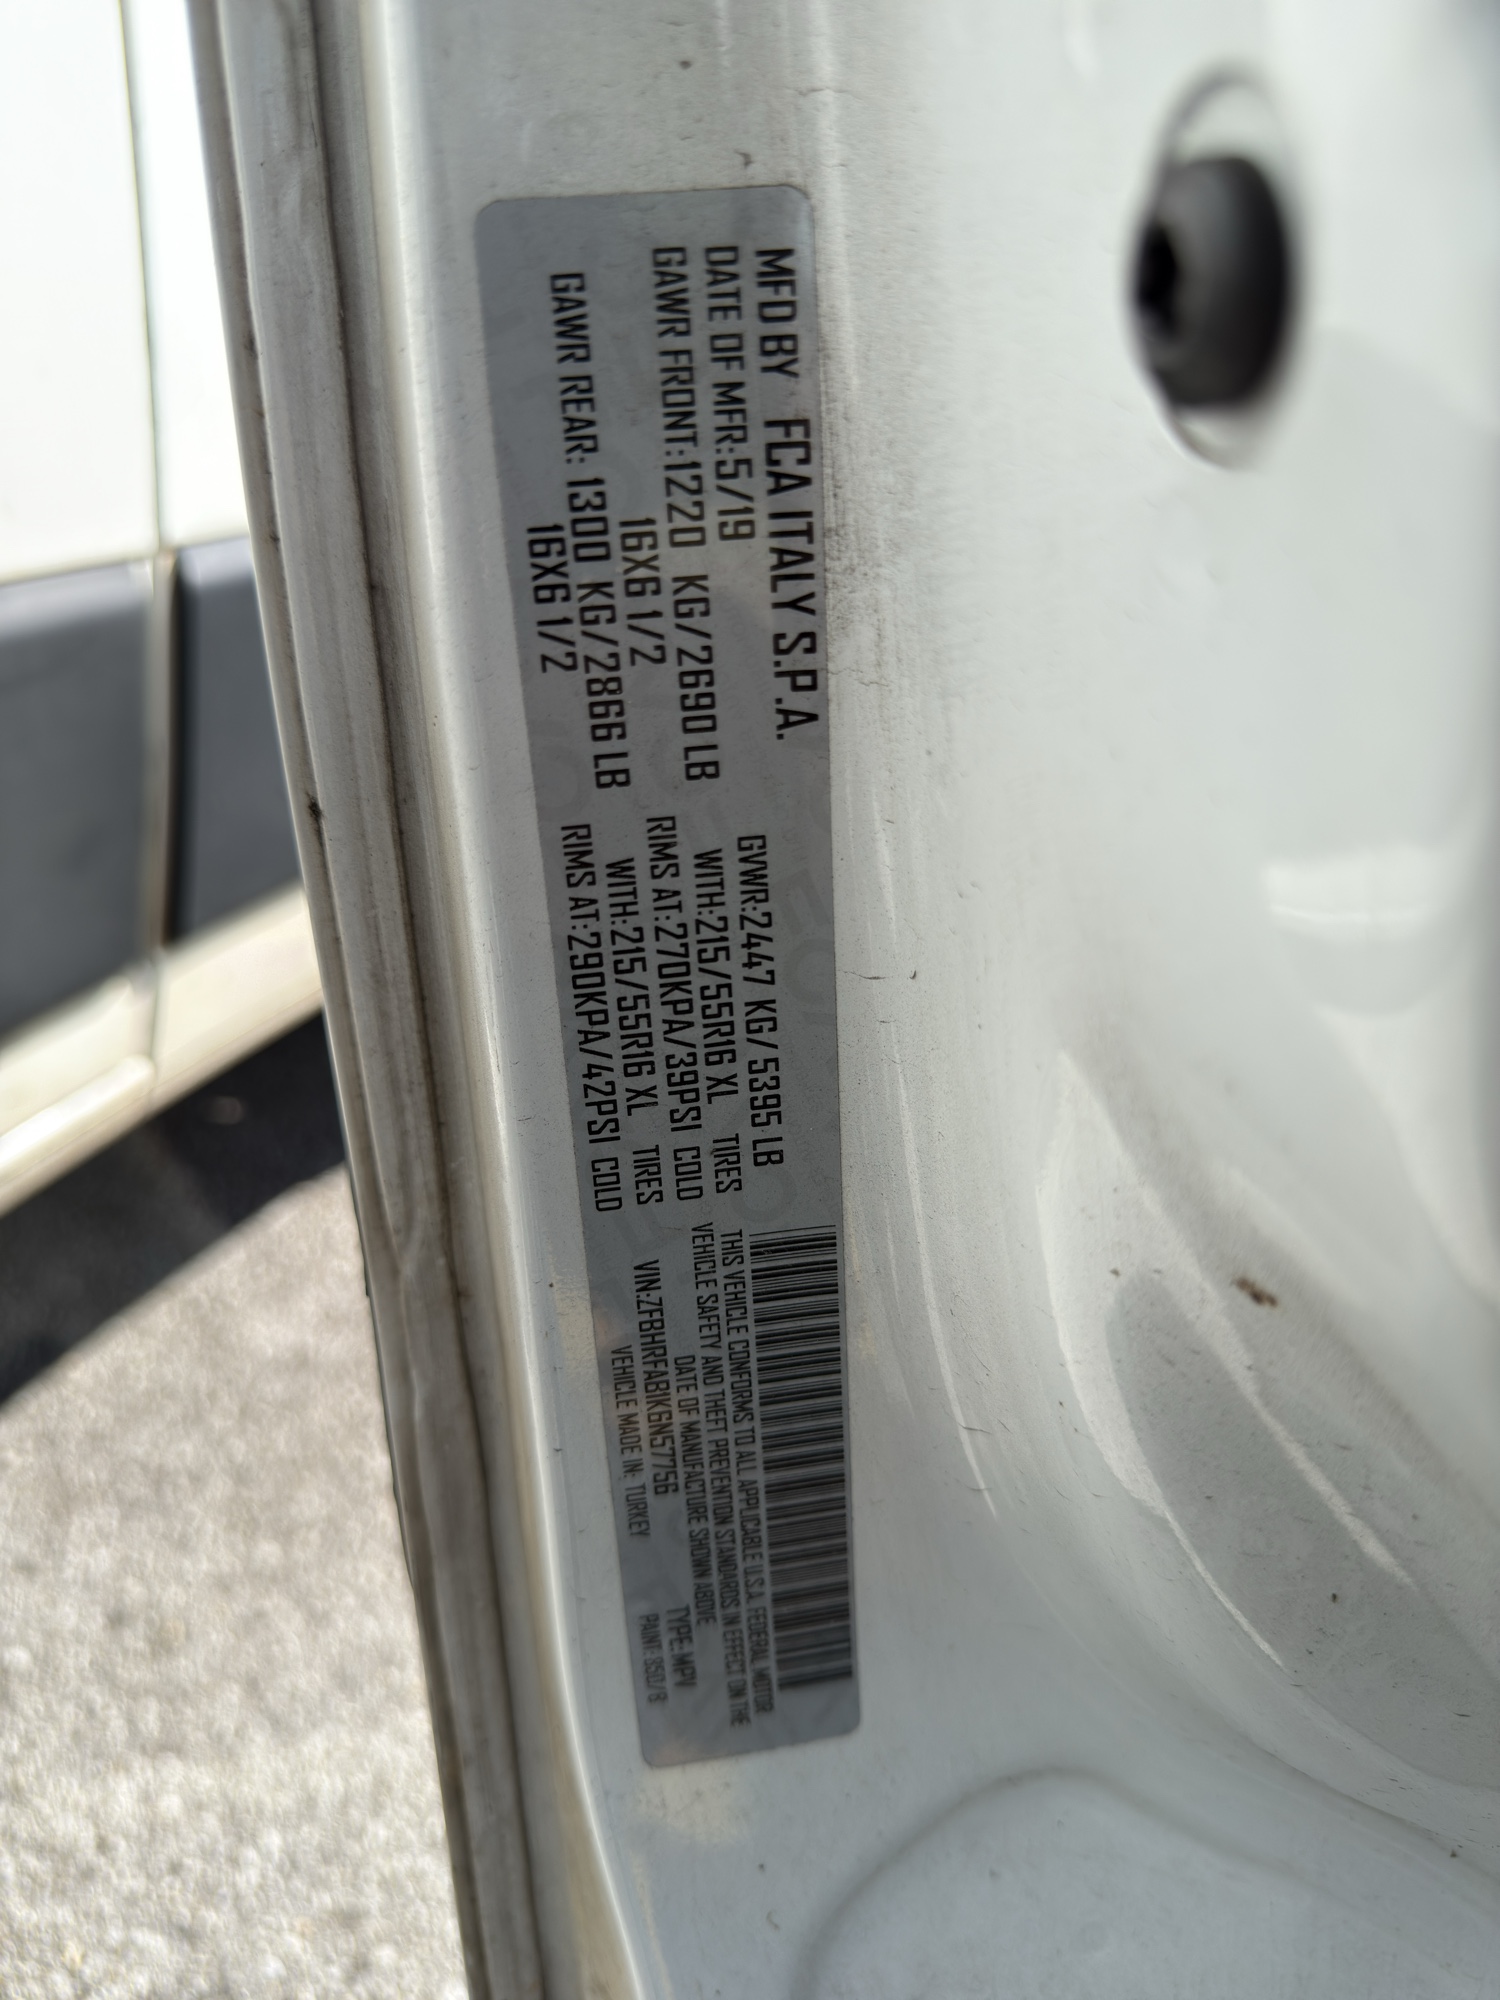 MFD BY FCA ITALY S.P.A.
DATE OF MFR:5/19
GAWR FRONT:1220 KG/2690 LB
16X6 1/2
GAWR REAR: 1300 KG/2866 LB
16X6 1/2
GVWR:2447 KG/ 5395 LB
WITH:215/55R16 XL TIRES
RIMS AT:270KPA/39PSI COLD
WITH:215/55R16 XL TIRES
RIMS AT:290KPA/42PSI COLD
THIS VEHICLE CONFORMS TO ALL APPLICABLE U.S.A. FEDERAL MOTOR
VEHICLE SAFETY AND THEFT PREVENTION STANDARDS IN EFFECT ON THE
DATE OF MANUFACTURE SHOWN ABOVE
VIN:ZFBHRFAB1K6N57756 TYPE:MPV
VEHICLE MADE IN: TURKEY PAINT: